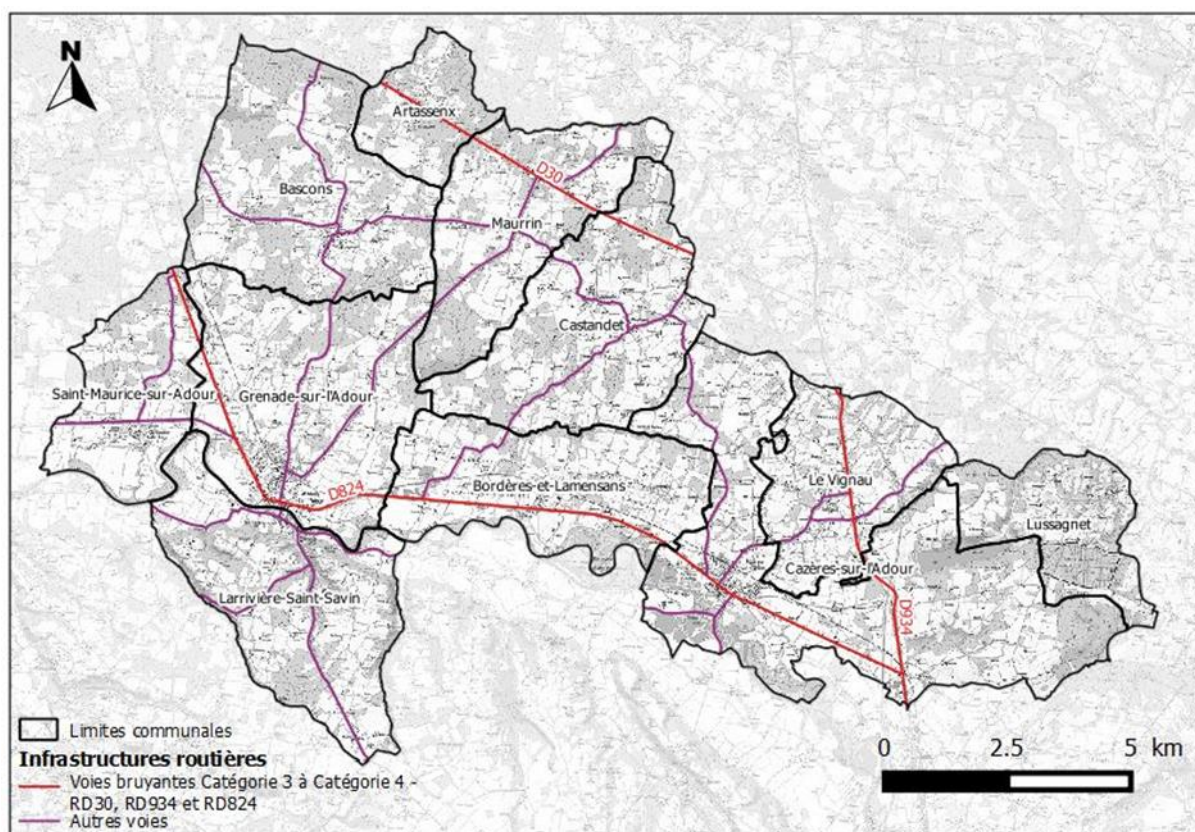 N
Artassenx
D30
Bascons
Maurrin
Castandet
Saint-Maurice-sur-Adour
Grenade-sur-l'Adour
D824
Bordères-et-Lamensans
Le Vignau
Lussagnet
Cazères-sur-l'Adour
D934
Larrivière-Saint-Savin
Limites communales
Infrastructures routières
Voies bruyantes Catégorie 3 à Catégorie 4 -
RD30, RD934 et RD824
Autres voies
0 2.5 5 km